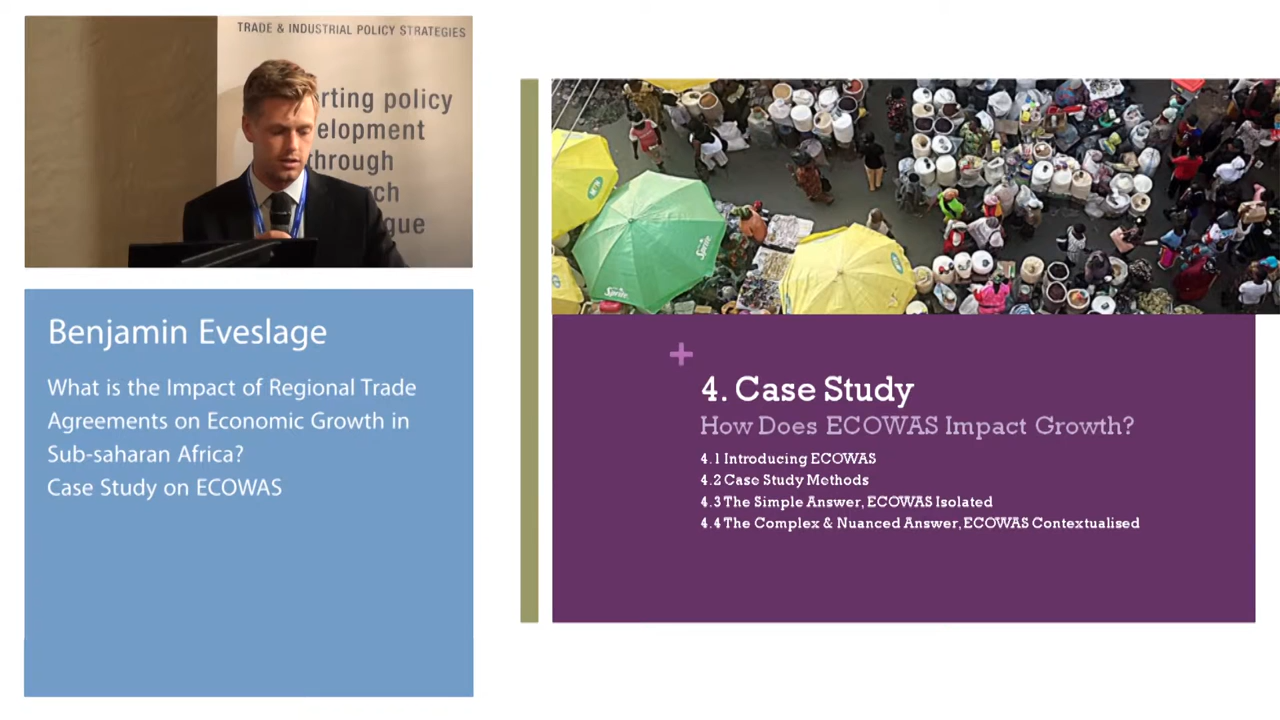 TRADE & INDUSTRIAL POLICY STRATEGIES
rting policy
elopment
through
rch
gue
Benjamin Eveslage
What is the Impact of Regional Trade
Agreements on Economic Growth in
Sub-saharan Africa?
Case Study on ECOWAS
Sprite
Sprite
+
4. Case Study
How Does ECOWAS Impact Growth?
4.1 Introducing ECOWAS
4.2 Case Study Methods
4.3 The Simple Answer, ECOWAS Isolated
4.4 The Complex & Nuanced Answer, ECOWAS Contextualised